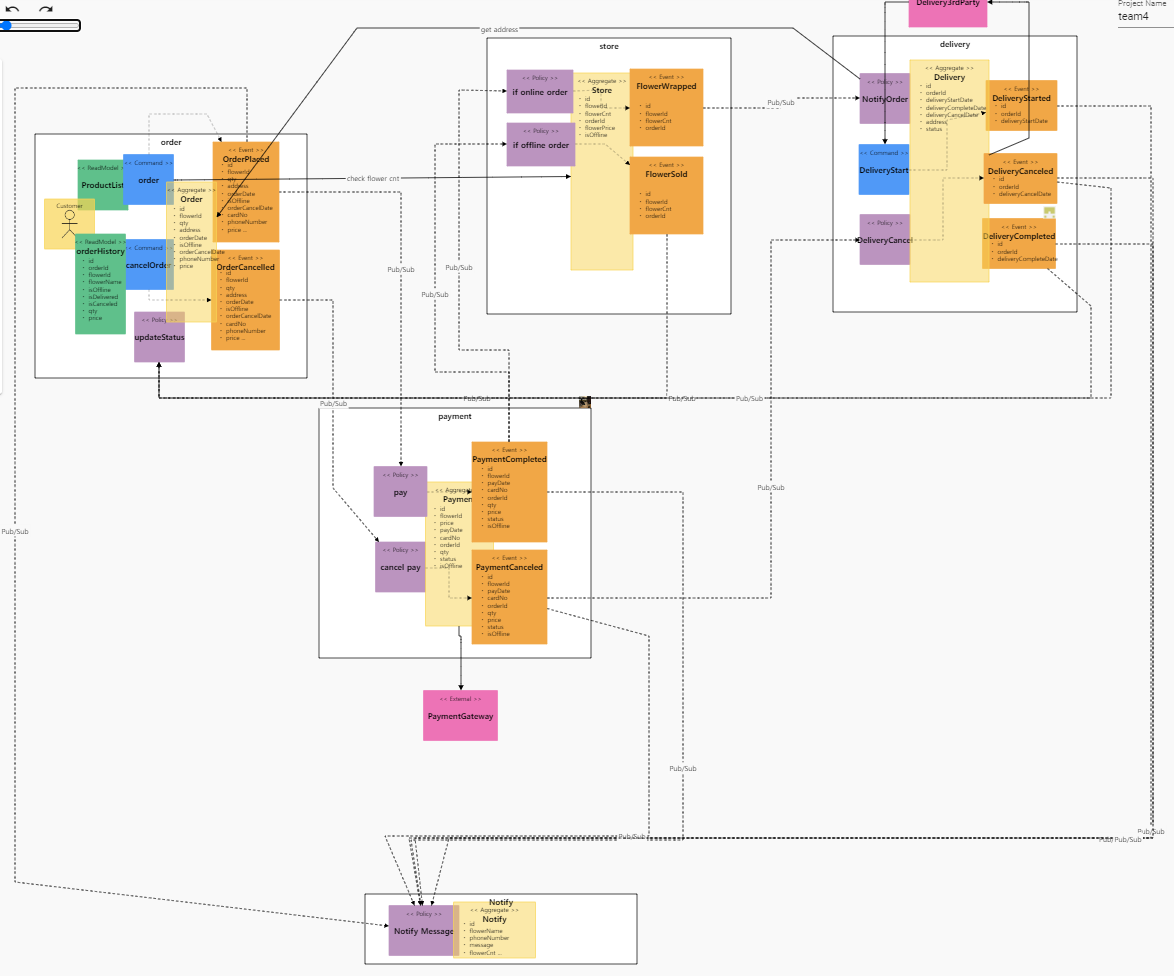 Delivery3rdParty
Project Name
team4
get address
store
delivery
order
<< Policy >>
if online order
<< Policy >>
if offline order
<< Aggregate >>
Store
· id
· flowerId
· flowerCnt
· orderId
· flowerPrice
· isOffline
<< Event >>
FlowerWrapped
· id
· flowerId
· flowerCnt
· orderId
<< Event >>
FlowerSold
· id
· flowerId
· flowerCnt
· orderId
Pub/Sub
<< Policy >>
NotifyOrder
<< Command >>
DeliveryStart
<< Policy >>
DeliveryCancel
<< Aggregate >>
Delivery
· id
· orderId
· deliveryStartDate
· deliveryCompleteDate
· deliveryCancelDate
· address
· status
<< Event >>
DeliveryStarted
· id
· orderId
· deliveryStartDate
<< Event >>
DeliveryCanceled
· id
· orderId
· deliveryCancelDate
<< Event >>
DeliveryCompleted
· id
· orderId
· deliveryCompleteDate
<< ReadModel >>
ProductList
<< Command >>
order
Customer
<< ReadModel >>
orderHistory
· id
· orderId
· flowerId
· flowerName
· isOffline
· isDelivered
· isCanceled
· qty
· price
<< Command
cancelOrder
<< Policy
updateStatus
<< Aggregate >>
Order
· id
· flowerId
· qty
· address
· orderDate
· isOffline
· orderCancelDate
· phoneNumber
· price
<< Event >>
OrderPlaced
· id
· flowerId
· qty
· address
· orderDate
· isOffline
· orderCancelDate
· cardNo
· phoneNumber
· price ...
<< Event >>
OrderCancelled
· id
· flowerId
· qty
· address
· orderDate
· isOffline
· orderCancelDate
· cardNo
· phoneNumber
· price ...
check flower cnt
Pub/Sub
Pub/Sub
Pub/Sub
Pub/Sub
Pub/Sub
Pub/Sub
Pub/Sub
payment
<< Policy >>
pay
<< Policy >>
cancel pay
<< Aggregat
Paymen
· id
· flowerId
· price
· payDate
· cardNo
· orderId
· qty
· status
· isOffline
<< Event >>
PaymentCompleted
· id
· flowerId
· payDate
· cardNo
· orderId
· qty
· price
· status
· isOffline
<< Event >>
PaymentCanceled
· id
· flowerId
· payDate
· cardNo
· orderId
· qty
· price
· status
· isOffline
Pub/Sub
Pub/Sub
<< External >>
PaymentGateway
Pub/Sub
Pub/Sub
Pub/Sub
Pub/Pub/Sub
Notify
<< Policy >>
Notify Message
<< Aggregate >>
Notify
· id
· flowerName
· phoneNumber
· message
· flowerCnt ...